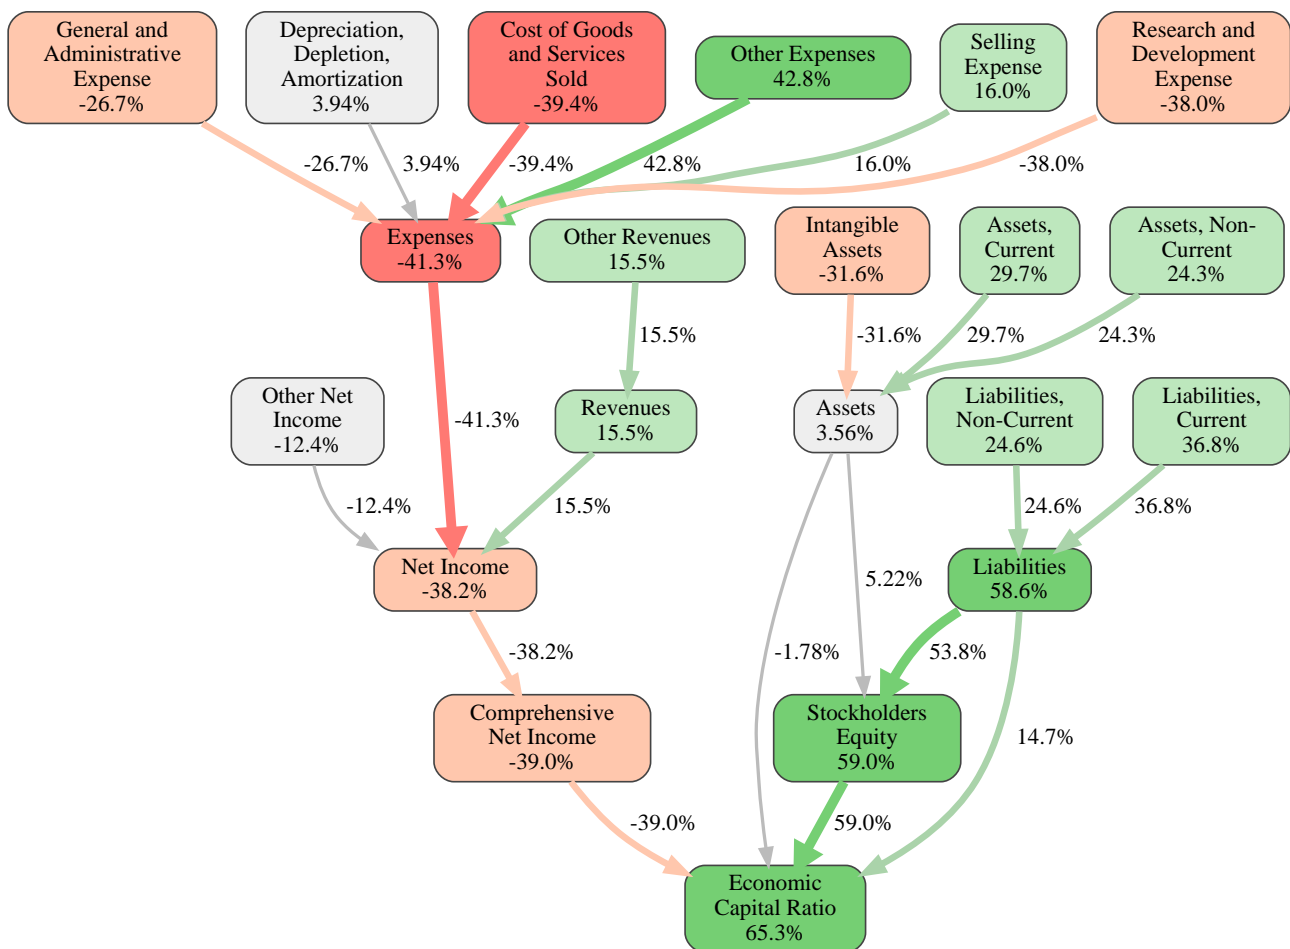 General and
Administrative
Expense
-26.7%
Depreciation,
Depletion,
Amortization
3.94%
Cost of Goods
and Services
Sold
-39.4%
Other Expenses
42.8%
Selling
Expense
16.0%
Research and
Development
Expense
-38.0%
-26.7%
3.94%
-39.4%
42.8%
16.0%
-38.0%
Expenses
-41.3%
Other Revenues
15.5%
Intangible
Assets
-31.6%
Assets,
Current
29.7%
Assets, Non-
Current
24.3%
15.5%
-31.6%
29.7%
24.3%
Other Net
Income
-12.4%
-41.3%
Revenues
15.5%
Assets
3.56%
Liabilities,
Non-Current
24.6%
Liabilities,
Current
36.8%
-12.4%
15.5%
24.6%
36.8%
Net Income
-38.2%
5.22%
Liabilities
58.6%
-38.2%
-1.78%
53.8%
Comprehensive
Net Income
-39.0%
Stockholders
Equity
59.0%
14.7%
-39.0%
59.0%
Economic
Capital Ratio
65.3%